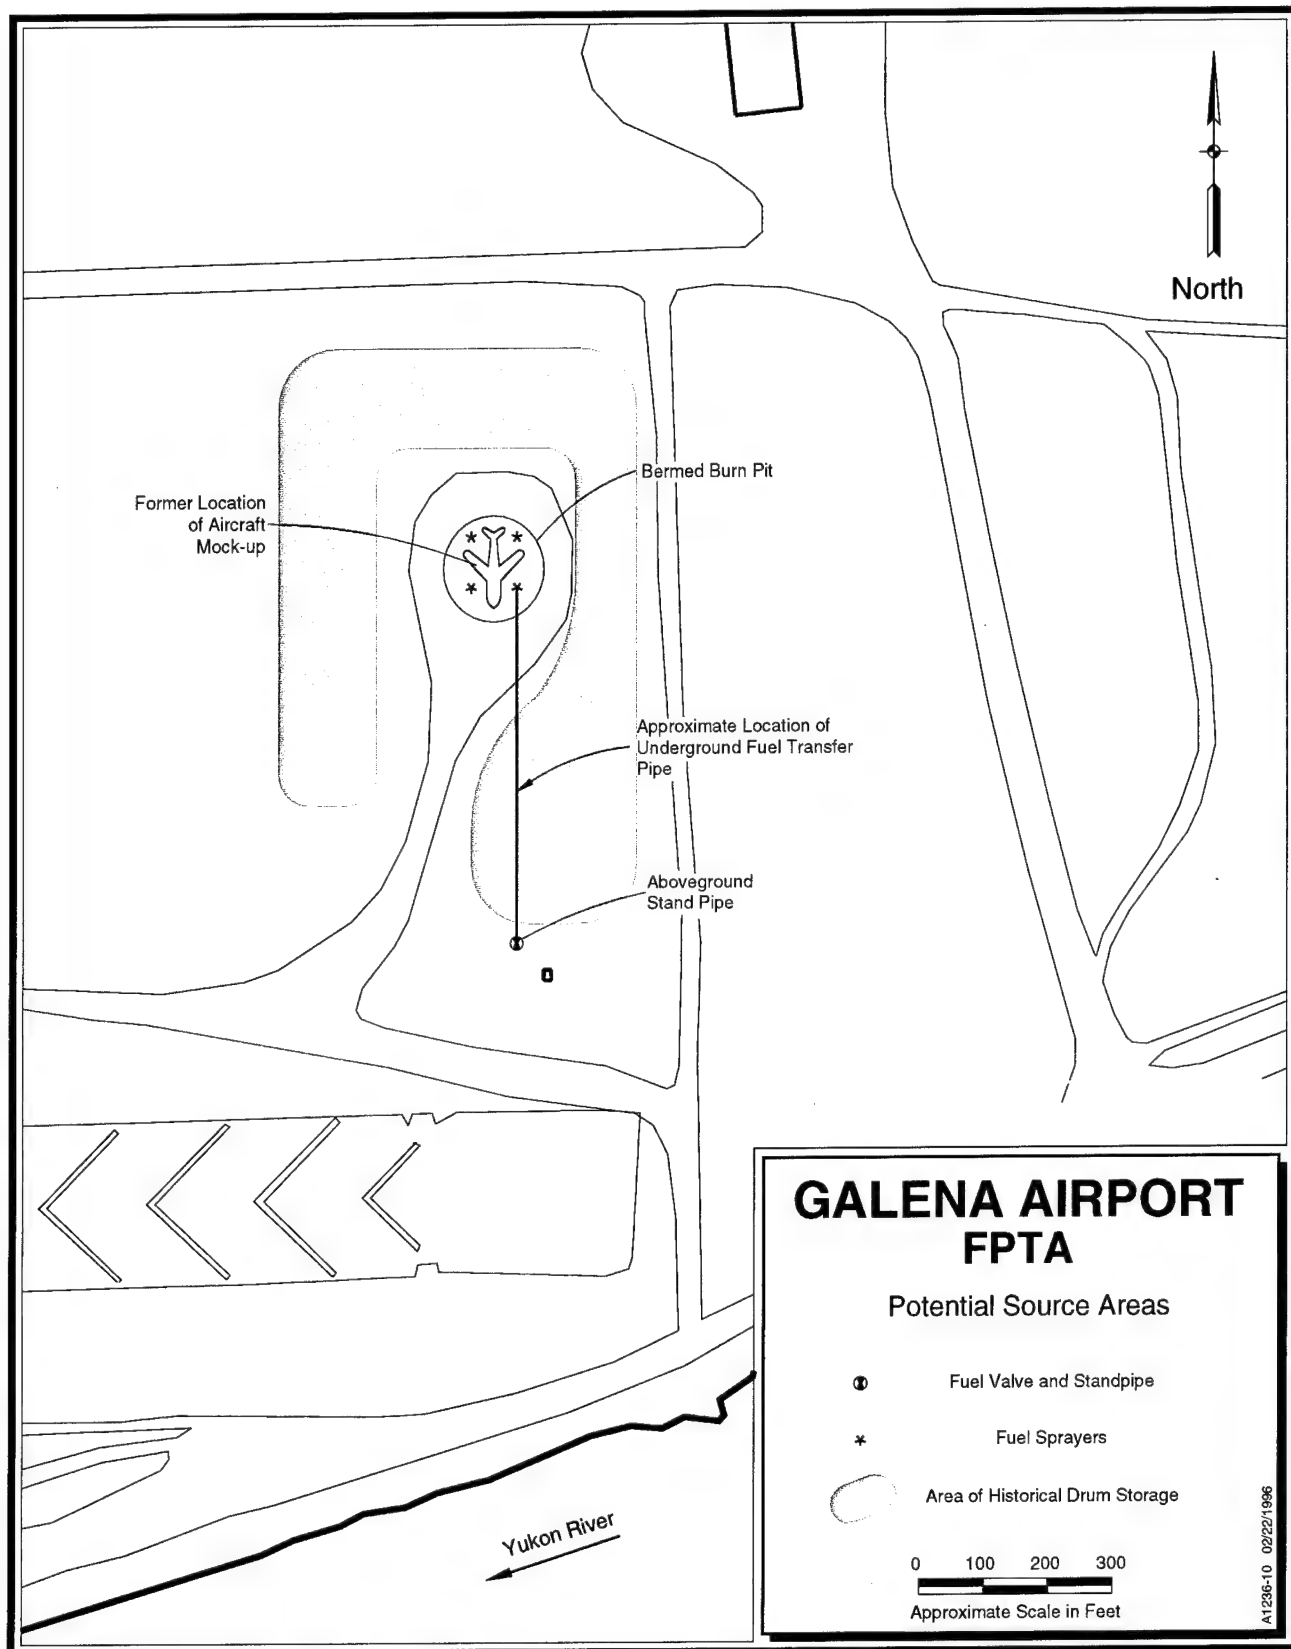 North
Bermed Burn Pit
Former Location
of Aircraft
Mock-up
Approximate Location of
Underground Fuel Transfer
Pipe
Aboveground
Stand Pipe
GALENA AIRPORT
FPTA
Potential Source Areas
Fuel Valve and Standpipe
Fuel Sprayers
Area of Historical Drum Storage
0 100 200 300
Approximate Scale in Feet
A1236-10 02/22/1996
Yukon River